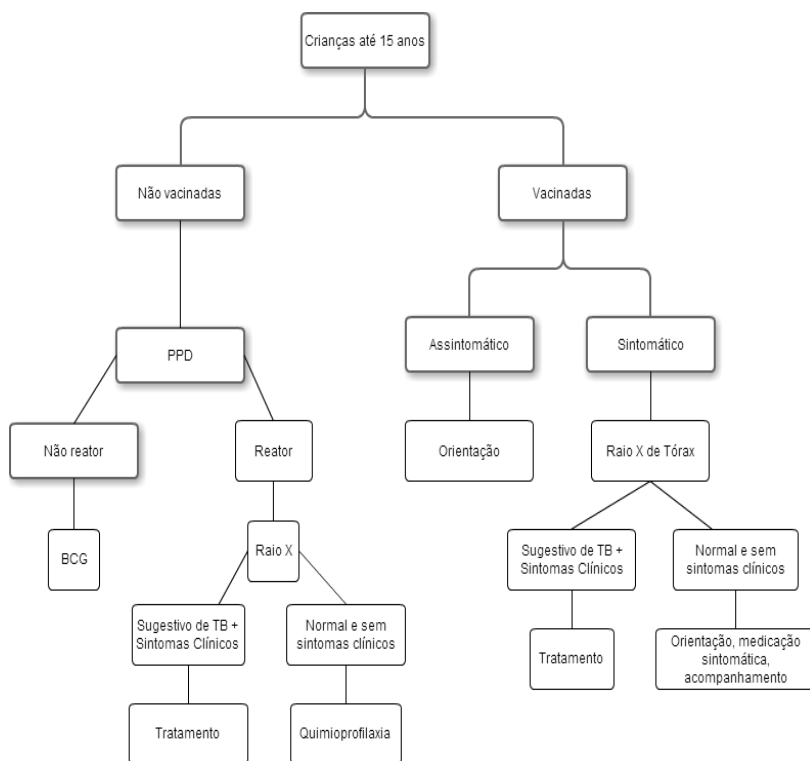 Crianças até 15 anos
Não vacinadas
Vacinadas
PPD
Assintomático
Sintomático
Não reator
Reator
Orientação
Raio X de Tórax
BCG
Raio X
Sugestivo de TB +
Sintomas Clínicos
Normal e sem
sintomas clínicos
Sugestivo de TB +
Sintomas Clínicos
Normal e sem
sintomas clínicos
Tratamento
Orientação, medicação
sintomática,
acompanhamento
Tratamento
Quimioprofilaxia